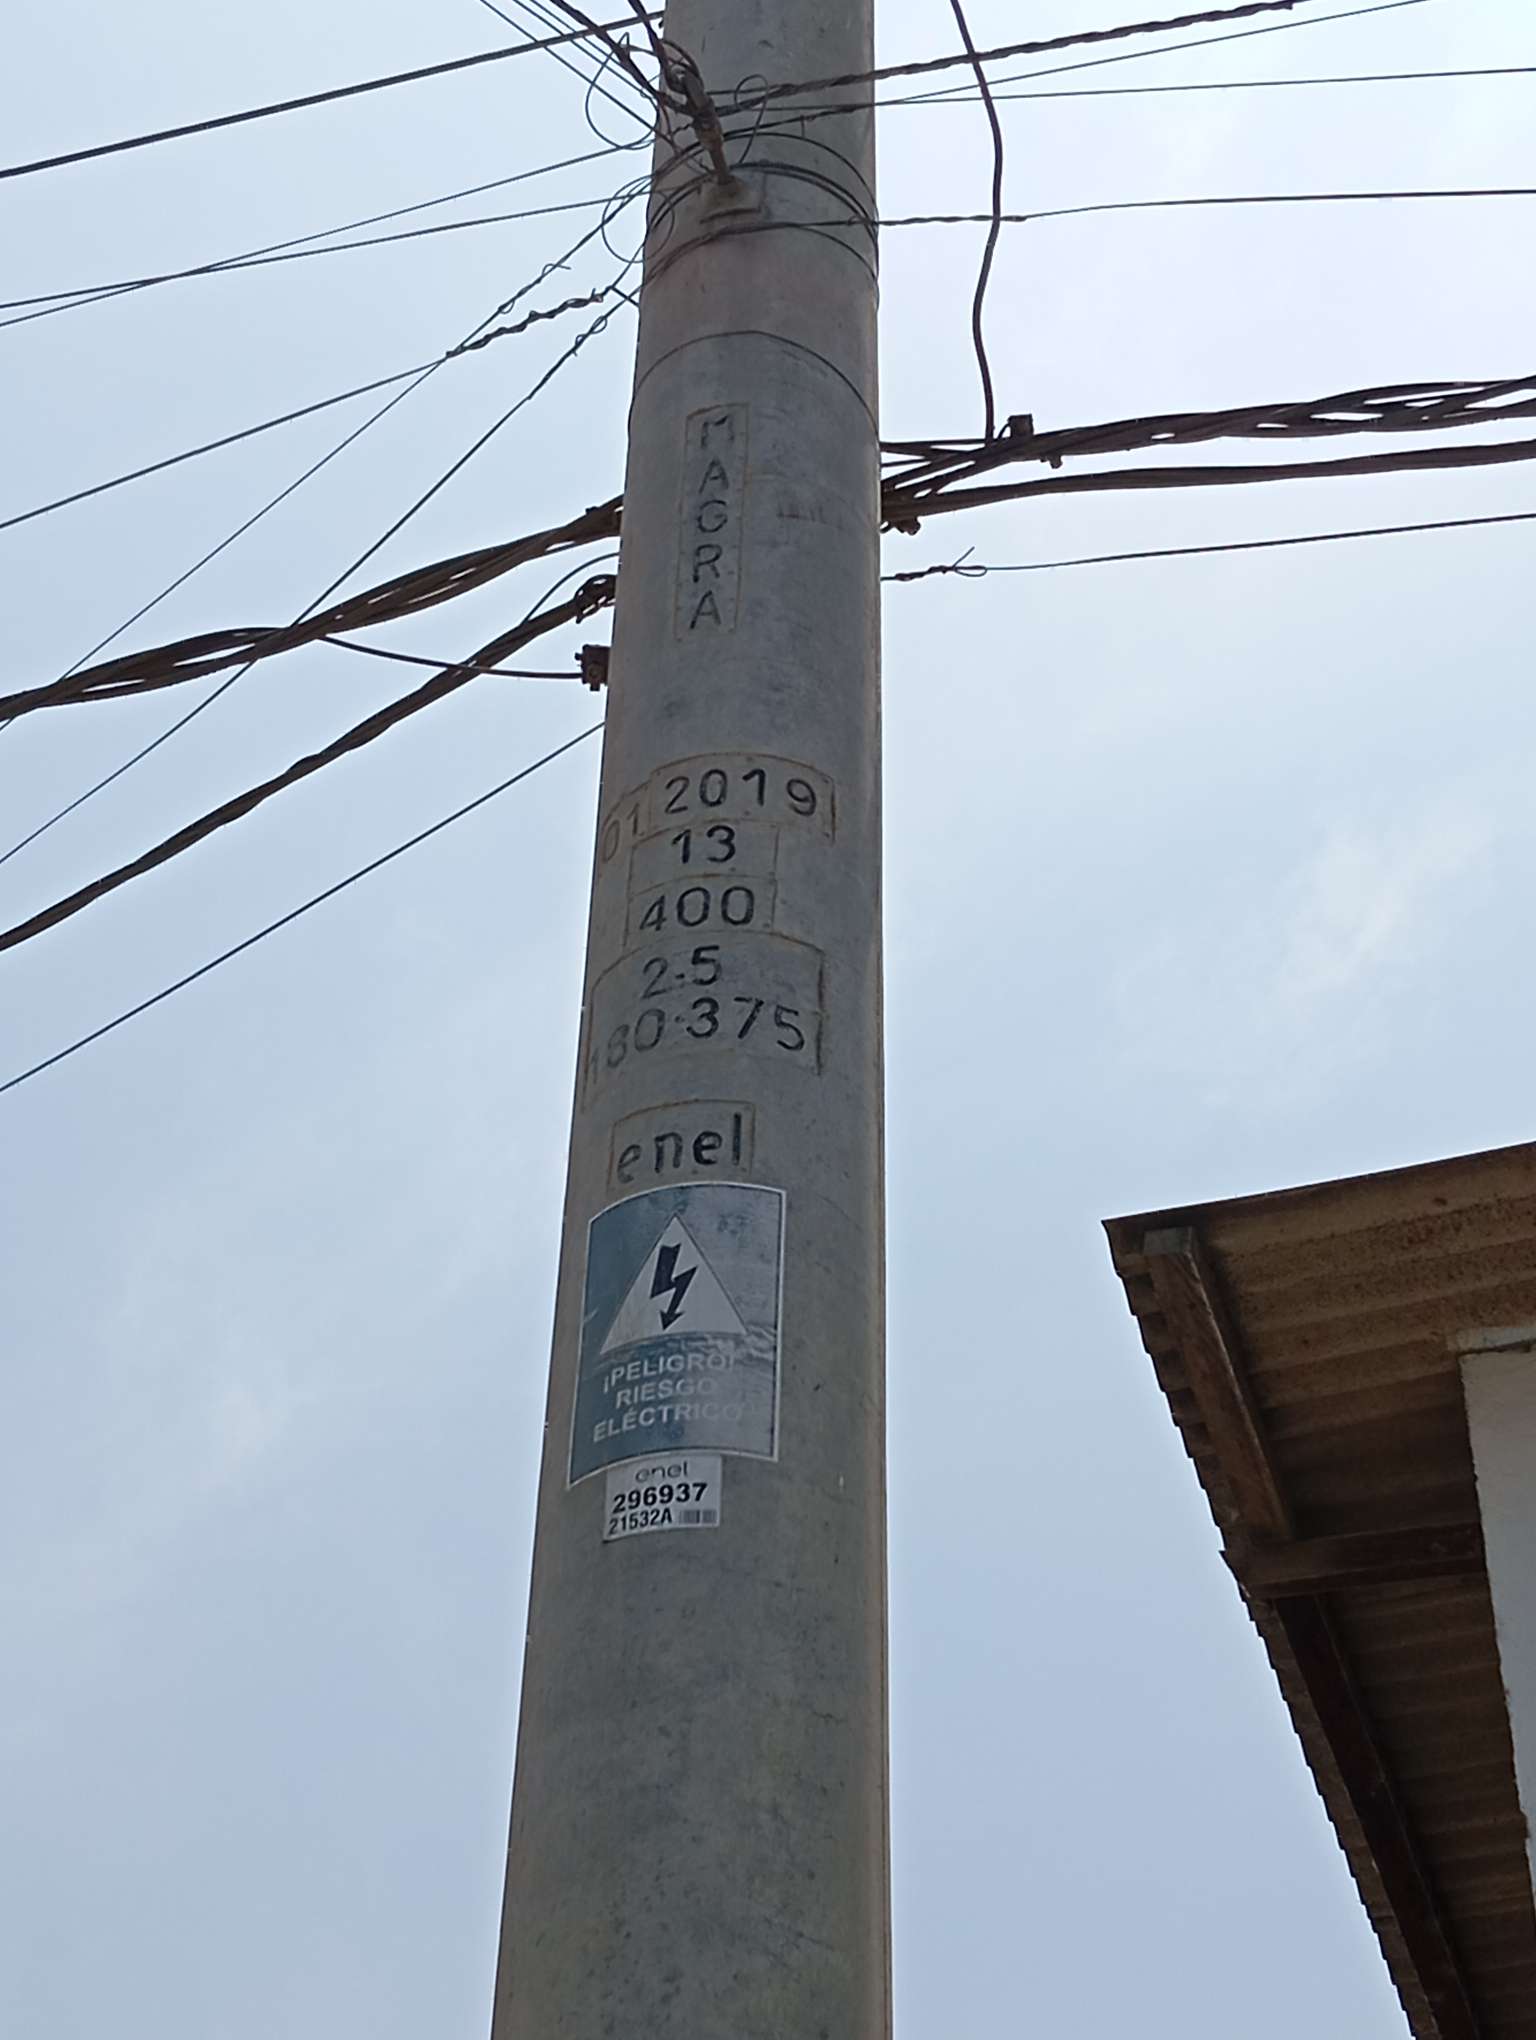 MAGRA
01 2019
13
400
2.5
180.375
enel
¡PELIGRO!
RIESGO
ELÉCTRICO
enel
296937
21532A